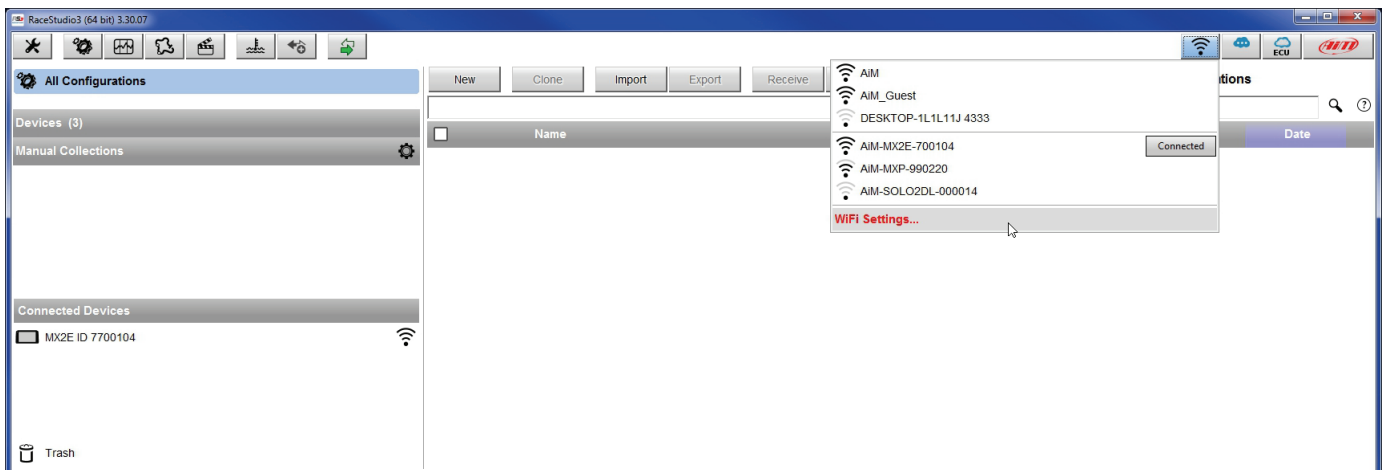 RaceStudio3 (64 bit) 3.30.07
ECU
AiM
All Configurations
New
Clone
Import
Export
Receive
Devices (3)
Manual Collections
Name
Date
AiM
AiM_Guest
DESKTOP-1L1L11J 4333
AiM-MX2E-700104
Connected
AiM-MXP-990220
AiM-SOLO2DL-000014
WiFi Settings...
Connected Devices
MX2E ID 7700104
Trash